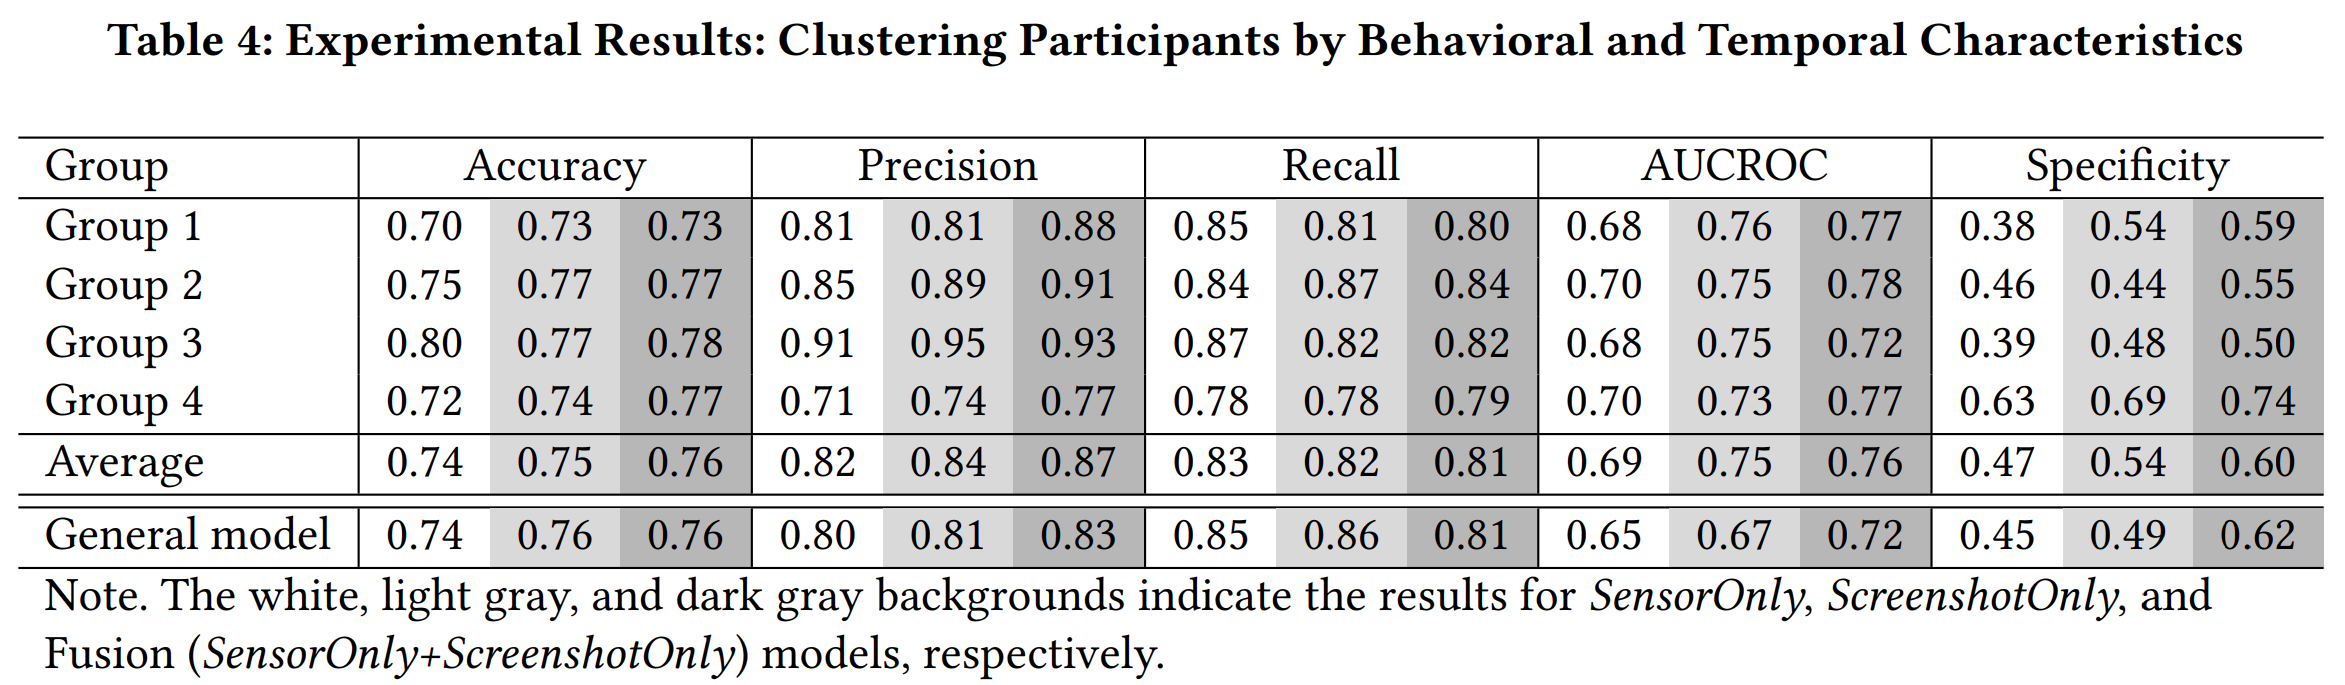 Table 4: Experimental Results: Clustering Participants by Behavioral and Temporal Characteristics
Group Accuracy Precision Recall AUCROC Specificity
Group 1 0.70 0.73 0.73 0.81 0.81 0.88 0.85 0.81 0.80 0.68 0.76 0.77 0.38 0.54 0.59
Group 2 0.75 0.77 0.77 0.85 0.89 0.91 0.84 0.87 0.84 0.70 0.75 0.78 0.46 0.44 0.55
Group 3 0.80 0.77 0.78 0.91 0.95 0.93 0.87 0.82 0.82 0.68 0.75 0.72 0.39 0.48 0.50
Group 4 0.72 0.74 0.77 0.71 0.74 0.77 0.78 0.78 0.79 0.70 0.73 0.77 0.63 0.69 0.74
Average 0.74 0.75 0.76 0.82 0.84 0.87 0.83 0.82 0.81 0.69 0.75 0.76 0.47 0.54 0.60
General model 0.74 0.76 0.76 0.80 0.81 0.83 0.85 0.86 0.81 0.65 0.67 0.72 0.45 0.49 0.62
Note. The white, light gray, and dark gray backgrounds indicate the results for SensorOnly, ScreenshotOnly, and
Fusion (SensorOnly+ScreenshotOnly) models, respectively.